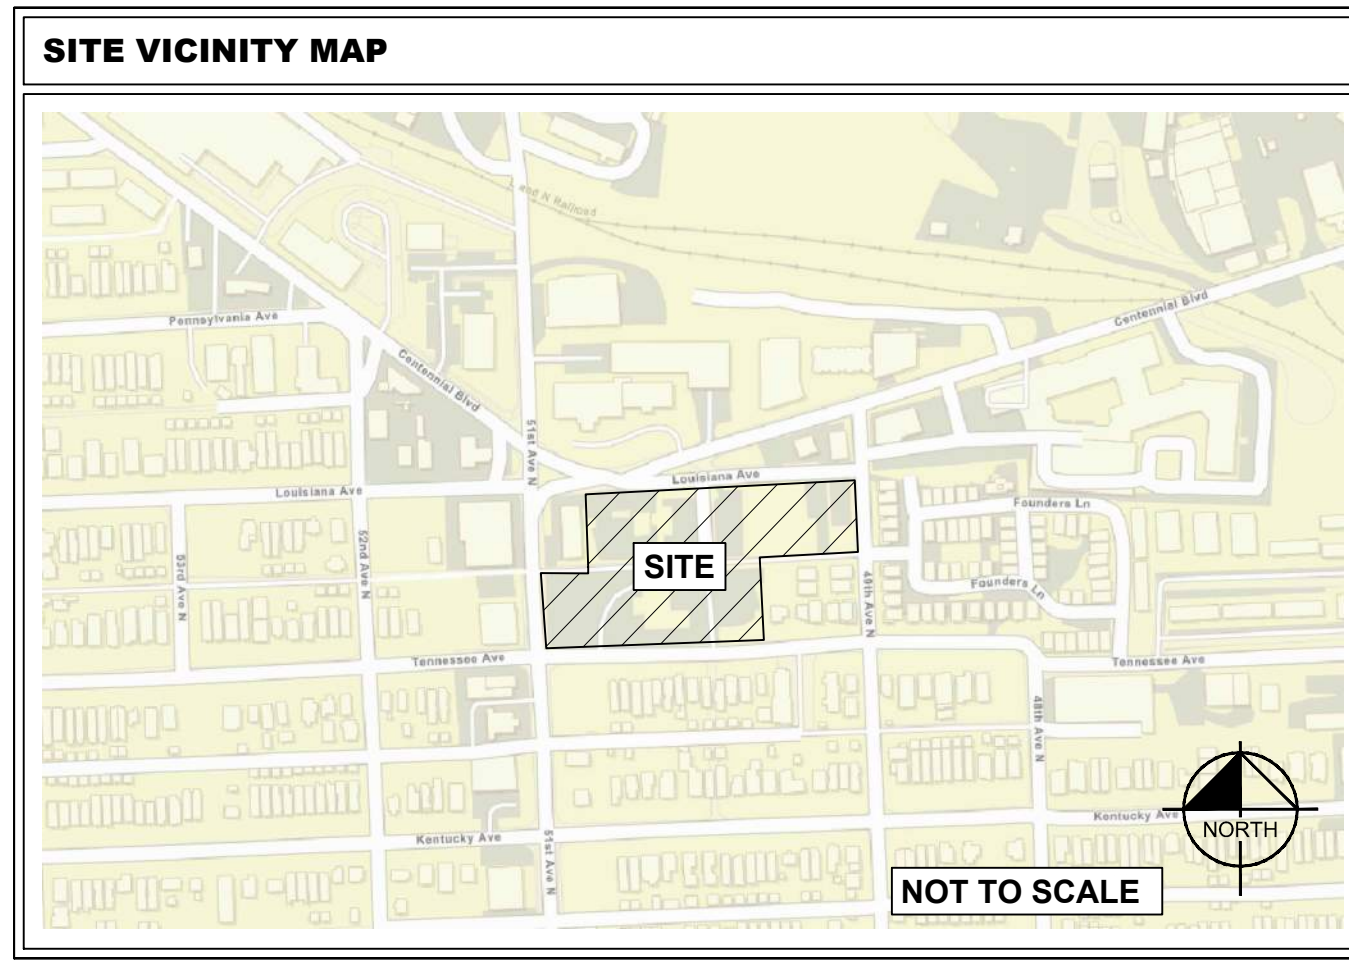 SITE VICINITY MAP
L and N Railroad
Pennsylvania Ave
Centennial Blvd
Centennial Blvd
51st Ave N
Louisiana Ave
Louisiana Ave
Founders Ln
53rd Ave N
52nd Ave N
SITE
49th Ave N
Founders Ln
Tennessee Ave
Tennessee Ave
48th Ave N
Kentucky Ave
Kentucky Ave
51st Ave N
NORTH
NOT TO SCALE